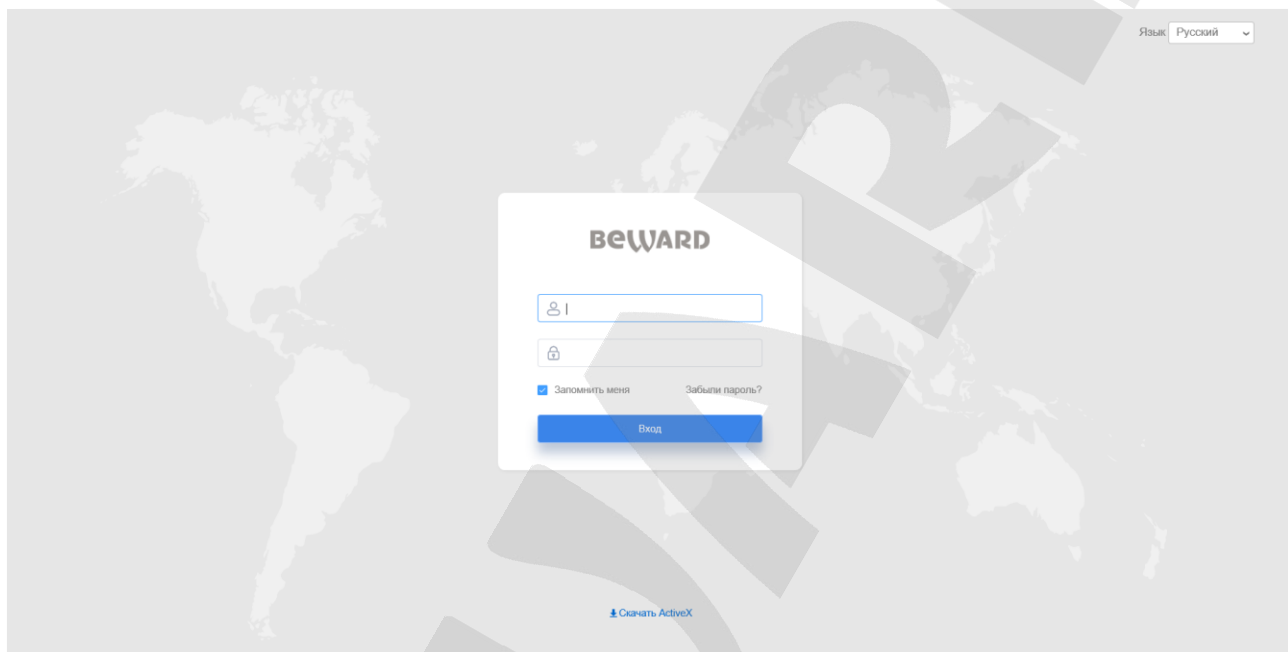 Язык Русский
BEWARD
Запомнить меня Забыли пароль?
Вход
Скачать ActiveX